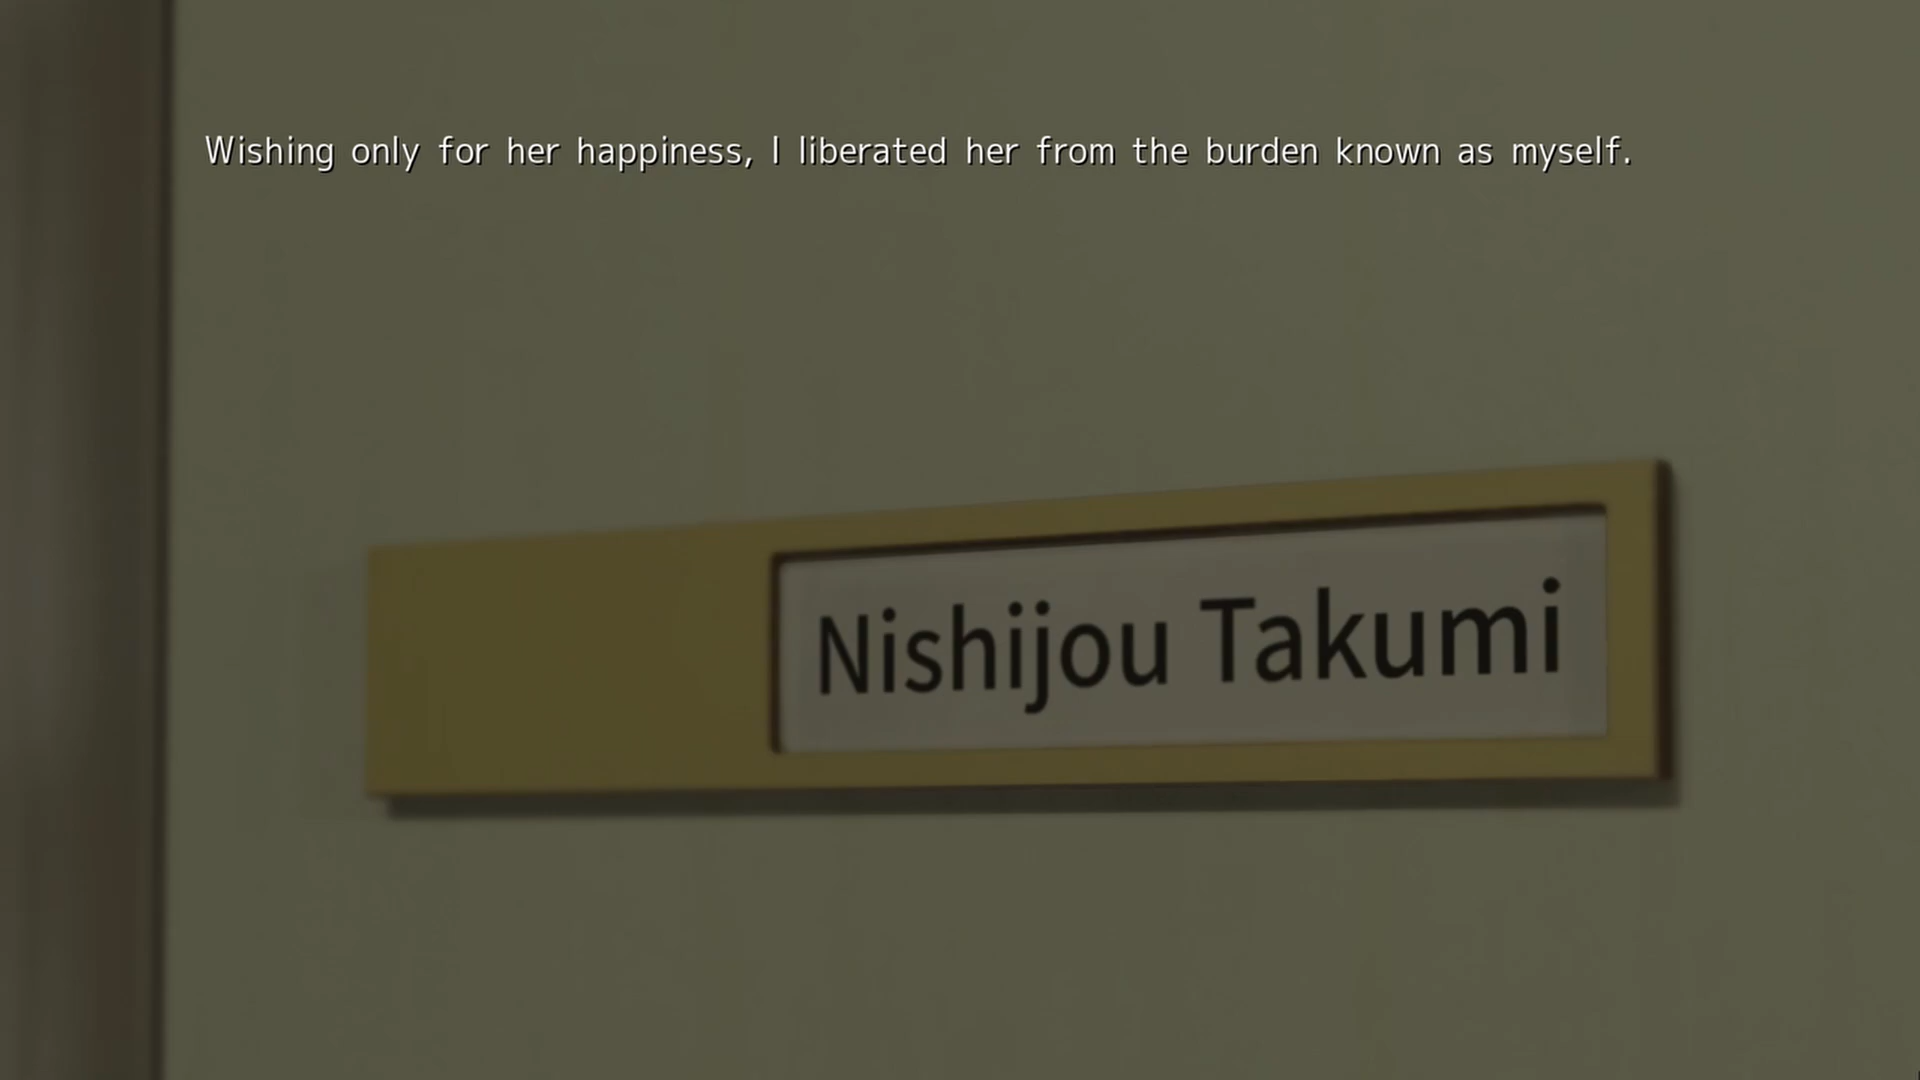 Wishing only for her happiness, I liberated her from the burden known as myself.
Nishijou Takumi